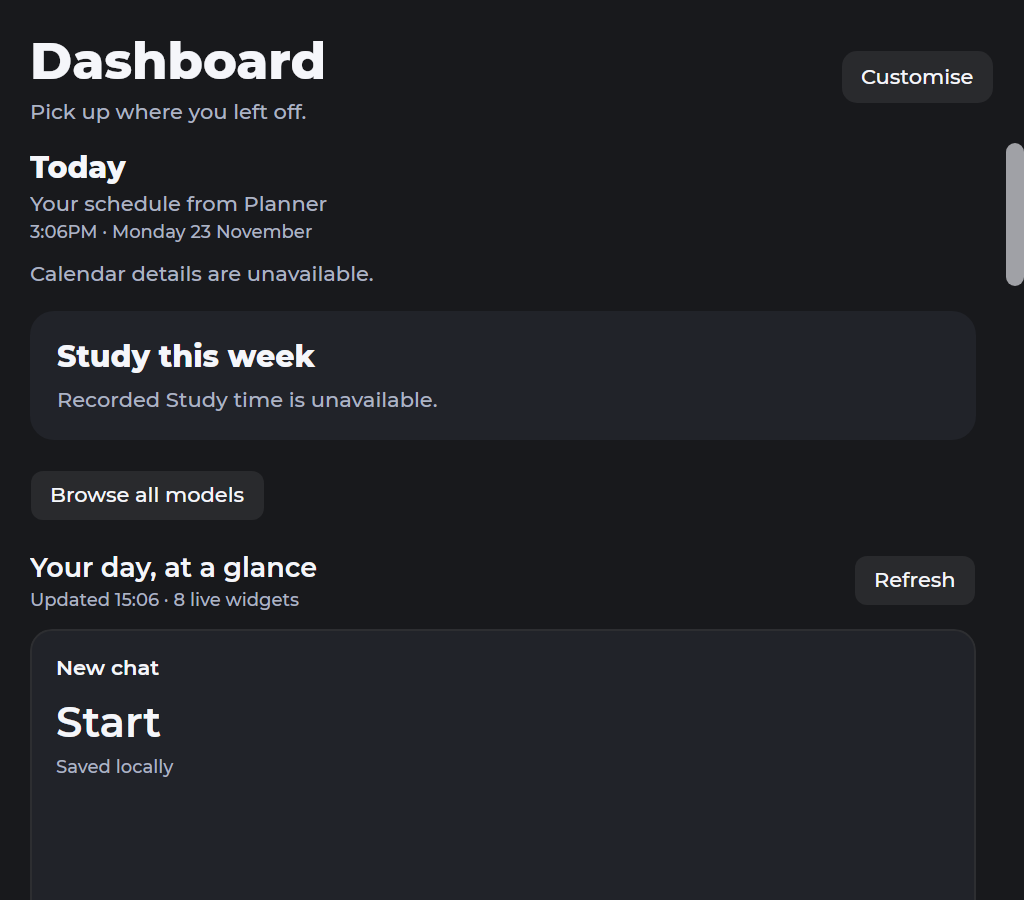 Dashboard
Customise
Pick up where you left off.
Today
Your schedule from Planner
3:06PM · Monday 23 November
Calendar details are unavailable.
Study this week
Recorded Study time is unavailable.
Browse all models
Your day, at a glance
Refresh
Updated 15:06 · 8 live widgets
New chat
Start
Saved locally